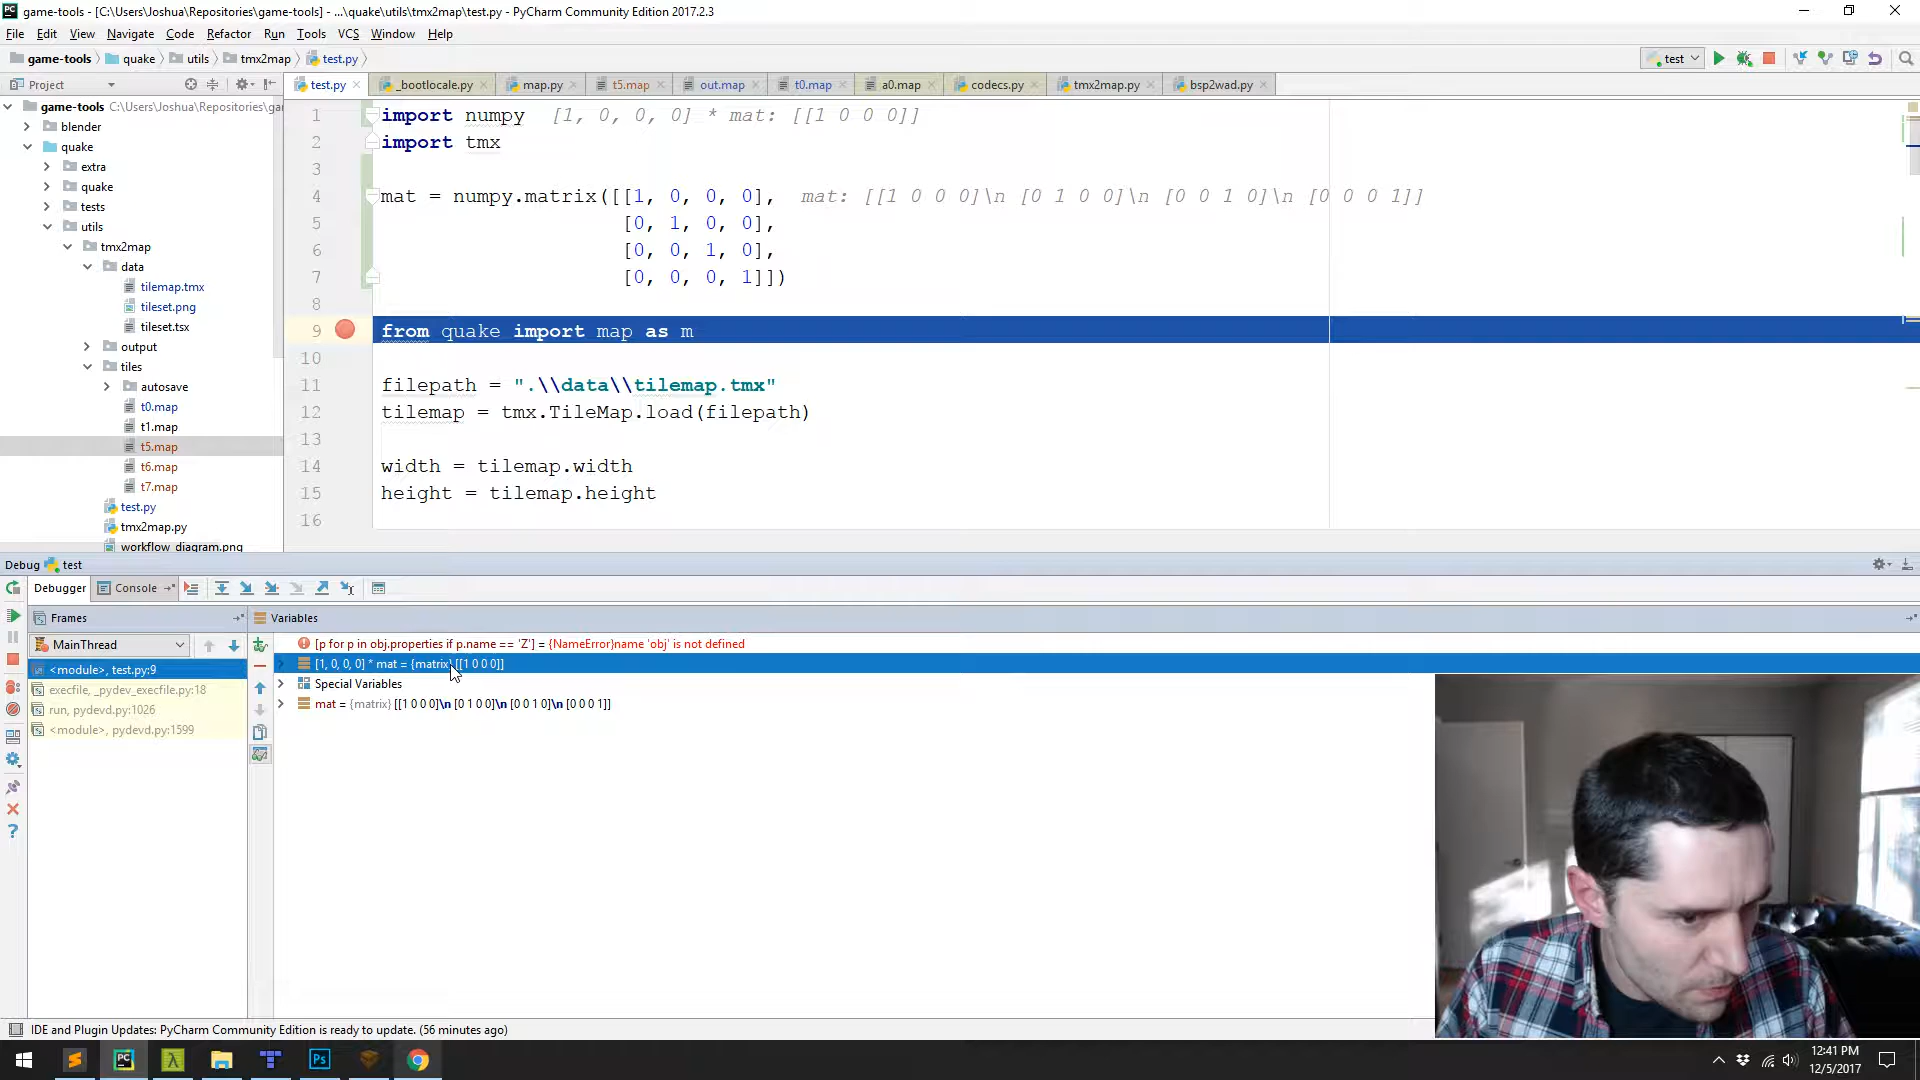 game-tools - [C:\Users\Joshua\Repositories\game-tools] - ...\quake\utils\tmx2map\test.py - PyCharm Community Edition 2017.2.3
File Edit View Navigate Code Refactor Run Tools VCS Window Help
game-tools quake utils tmx2map test.py
test
Project
test.py _bootlocale.py map.py t5.map out.map t0.map a0.map codecs.py tmx2map.py bsp2wad.py
game-tools C:\Users\Joshua\Repositories\ga
blender
quake
extra
quake
tests
utils
tmx2map
data
tilemap.tmx
tileset.png
tileset.tsx
output
tiles
autosave
t0.map
t1.map
t5.map
t6.map
t7.map
test.py
tmx2map.py
workflow_diagram.png
1 import numpy [1, 0, 0, 0] * mat: [[1 0 0 0]]
2 import tmx
3
4 mat = numpy.matrix([[1, 0, 0, 0], mat: [[1 0 0 0]\n [0 1 0 0]\n [0 0 1 0]\n [0 0 0 1]]
5 [0, 1, 0, 0],
6 [0, 0, 1, 0],
7 [0, 0, 0, 1]])
8
9 from quake import map as m
10
11 filepath = ".\\data\\tilemap.tmx"
12 tilemap = tmx.TileMap.load(filepath)
13
14 width = tilemap.width
15 height = tilemap.height
16
Debug test
Debugger Console
Frames
MainThread
<module>, test.py:9
execfile, _pydev_execfile.py:18
run, pydevd.py:1026
<module>, pydevd.py:1599
Variables
[p for p in obj.properties if p.name == 'Z'] = {NameError}name 'obj' is not defined
[1, 0, 0, 0] * mat = {matrix} [[1 0 0 0]]
Special Variables
mat = {matrix} [[1 0 0 0]\n [0 1 0 0]\n [0 0 1 0]\n [0 0 0 1]]
IDE and Plugin Updates: PyCharm Community Edition is ready to update. (56 minutes ago)
12:41 PM
12/5/2017